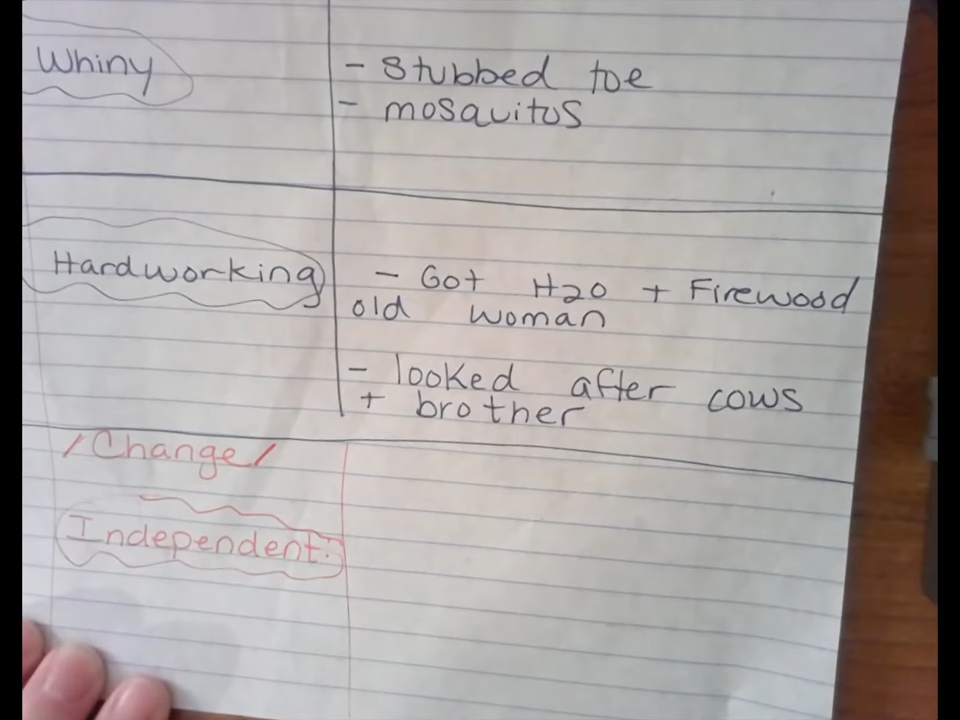 Whiny
- Stubbed toe
- mosquitos
Hardworking
- Got H2O + Firewood
old woman
- looked after cows
+ brother
/Change/
Independent.